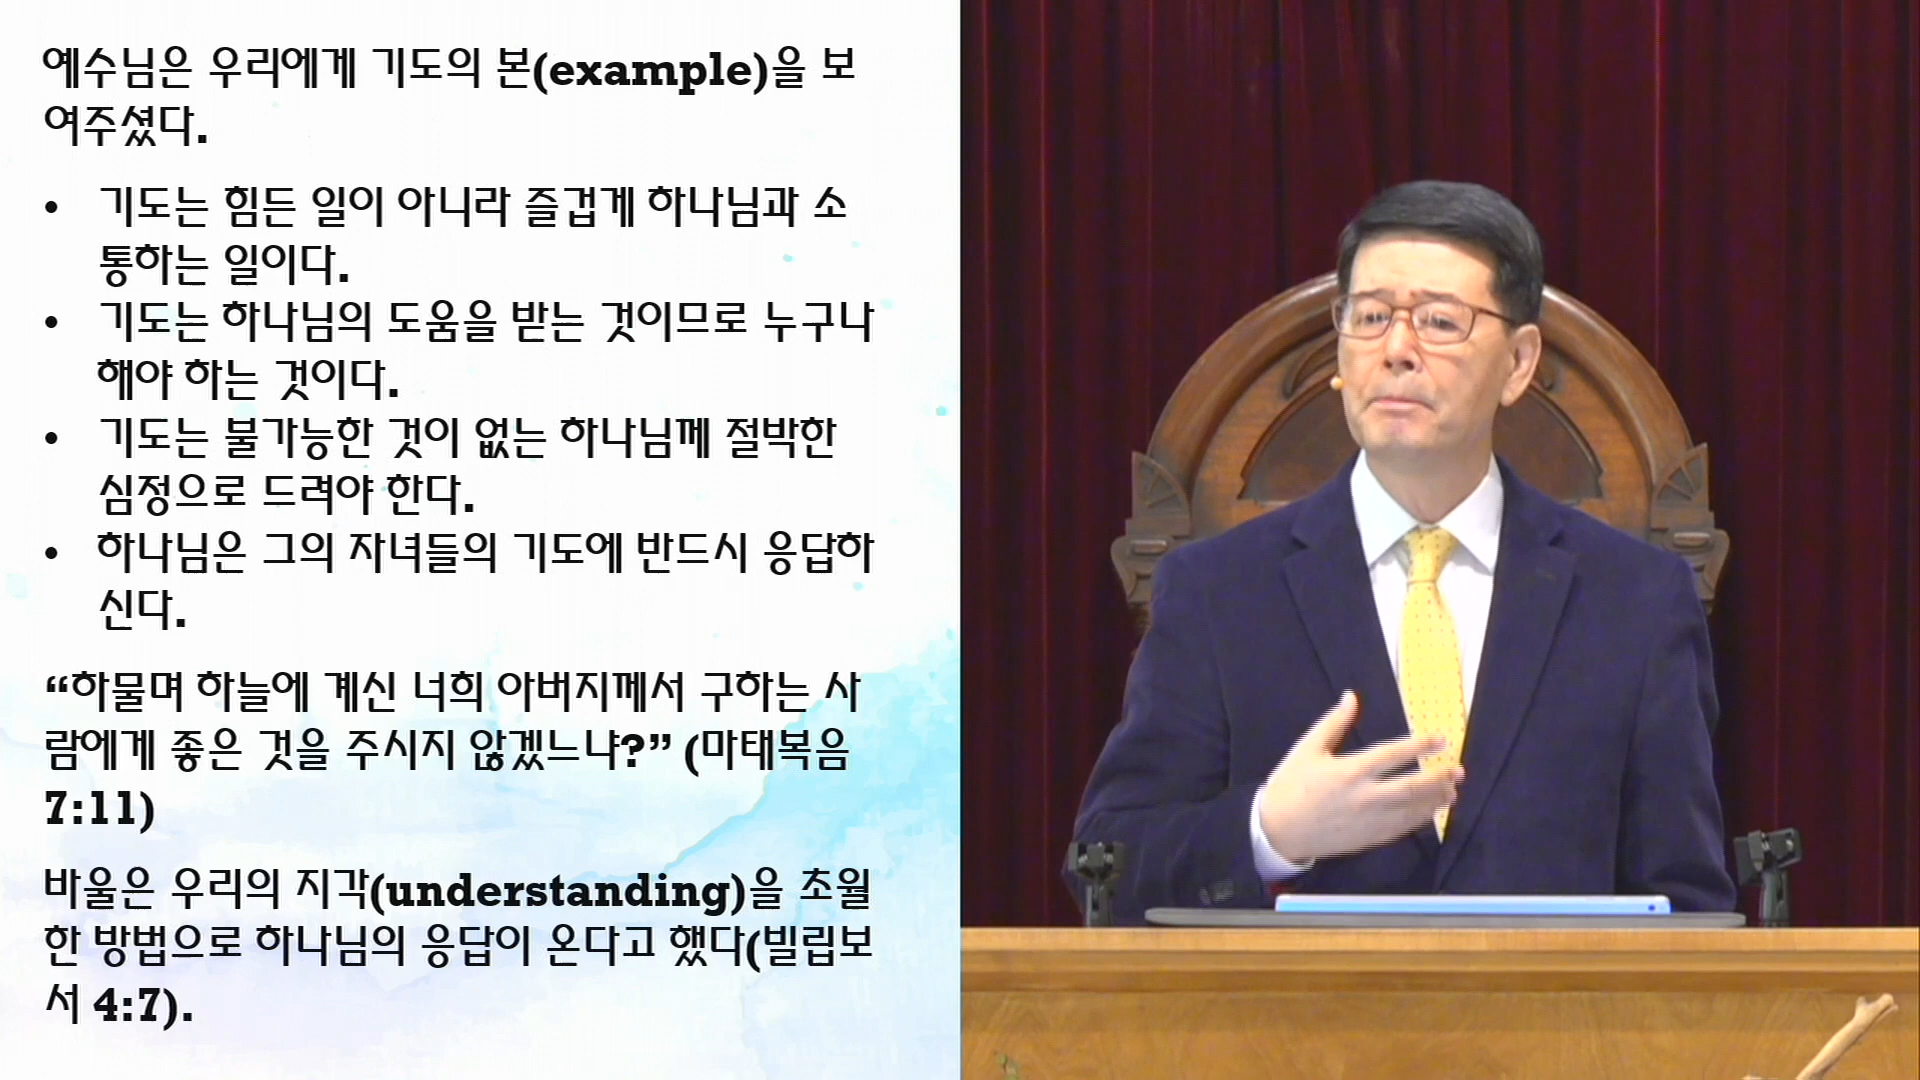 예수님은 우리에게 기도의 본(example)을 보
여주셨다.
• 기도는 힘든 일이 아니라 즐겁게 하나님과 소
통하는 일이다.
• 기도는 하나님의 도움을 받는 것이므로 누구나
해야 하는 것이다.
• 기도는 불가능한 것이 없는 하나님께 절박한
심정으로 드려야 한다.
• 하나님은 그의 자녀들의 기도에 반드시 응답하
신다.
“하물며 하늘에 계신 너희 아버지께서 구하는 사
람에게 좋은 것을 주시지 않겠느냐?” (마태복음
7:11)
바울은 우리의 지각(understanding)을 초월
한 방법으로 하나님의 응답이 온다고 했다(빌립보
서 4:7).